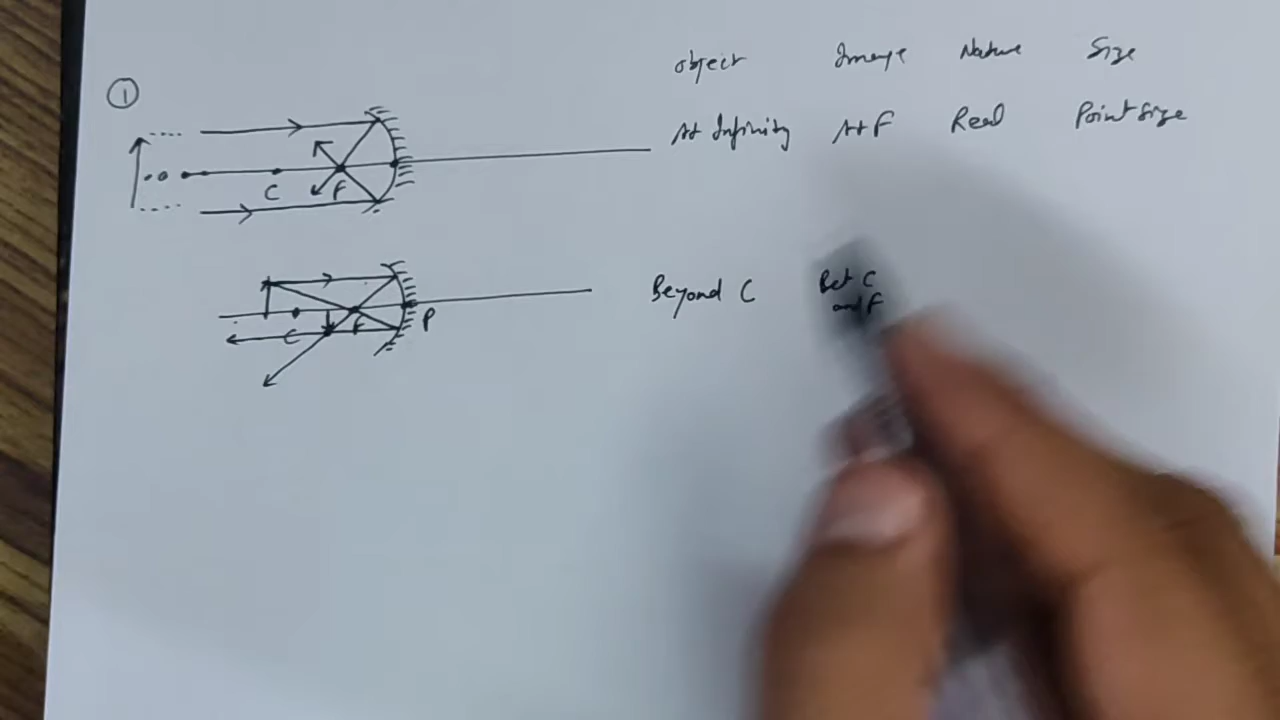 ①
object Image Nature Size
At Infinity At F Real Point Size
C F
Beyond C Bet C
and F
C F P